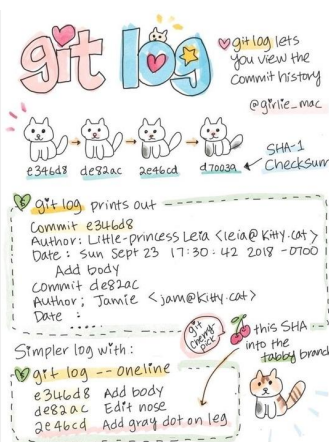 git log
git log lets
you view the
commit history
@girlie_mac
e346d8 de82ac 2e46cd d70039
SHA-1
Checksum
git log prints out
Commit e346d8
Author: Little-princess Leia <leia@kitty.cat>
Date: Sun Sept 23 17:30:42 2018 -0700
Add body
commit de82ac
Author; Jamie <jam@kitty.cat>
Date :
git cherry pick
this SHA
into the
tabby branc
Simpler log with:
git log --oneline
e346d8 Add body
de82ac Edit nose
2e46cd Add gray dot on leg